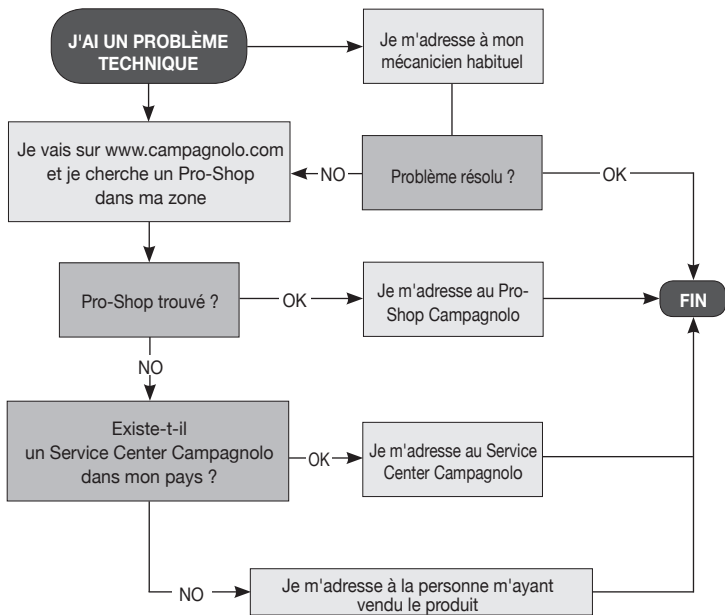 J'AI UN PROBLÈME
TECHNIQUE
Je m'adresse à mon
mécanicien habituel
Je vais sur www.campagnolo.com
et je cherche un Pro-Shop
dans ma zone
NO
Problème résolu ?
OK
Pro-Shop trouvé ?
OK
Je m'adresse au Pro-
Shop Campagnolo
FIN
NO
Existe-t-il
un Service Center Campagnolo
dans mon pays ?
OK
Je m'adresse au Service
Center Campagnolo
NO
Je m'adresse à la personne m'ayant
vendu le produit